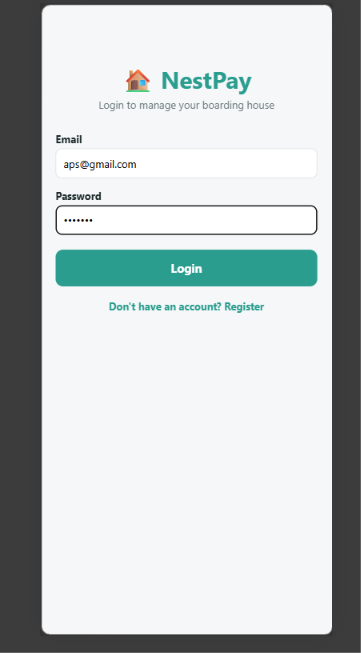 NestPay
Login to manage your boarding house
Email
aps@gmail.com
Password
•••••••
Login
Don't have an account? Register